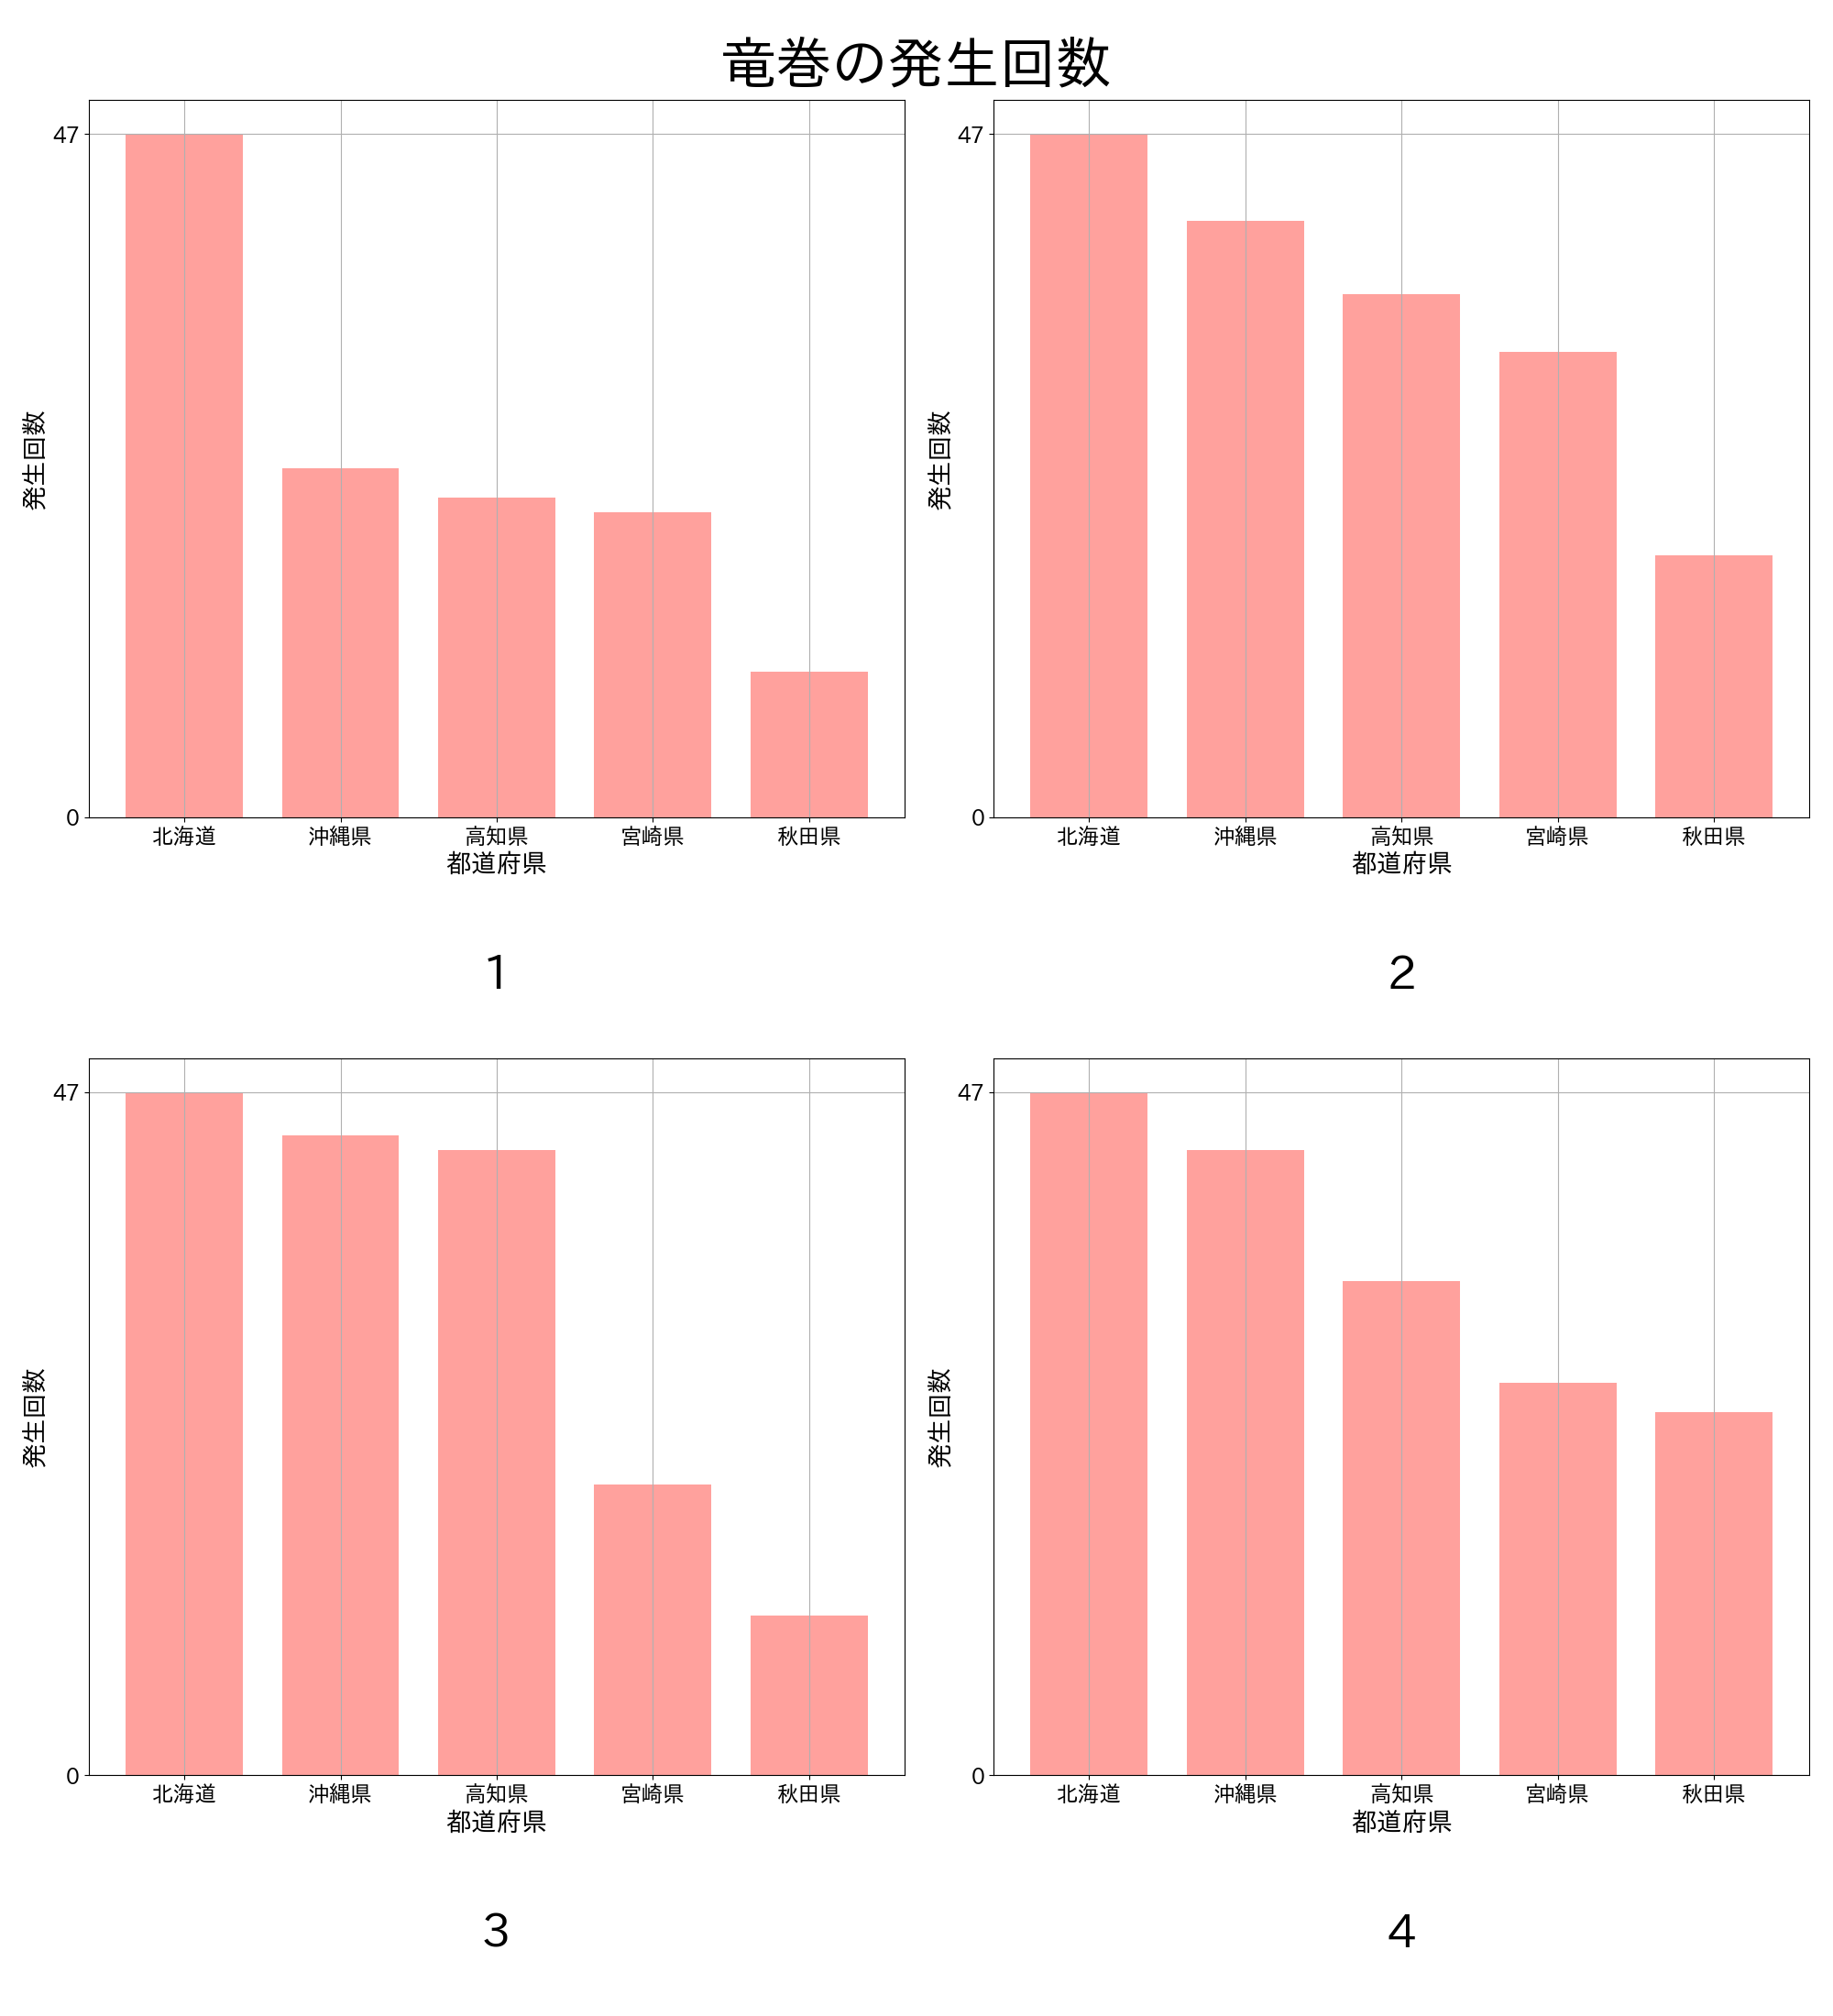 竜巻の発生回数
47
発生回数
0
北海道 沖縄県 高知県 宮崎県 秋田県
都道府県
1
47
発生回数
0
北海道 沖縄県 高知県 宮崎県 秋田県
都道府県
2
47
発生回数
0
北海道 沖縄県 高知県 宮崎県 秋田県
都道府県
3
47
発生回数
0
北海道 沖縄県 高知県 宮崎県 秋田県
都道府県
4